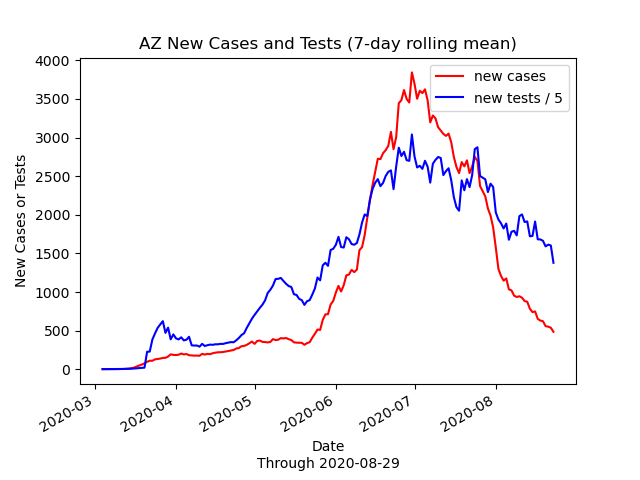 AZ New Cases and Tests (7-day rolling mean)
new cases
new tests / 5
New Cases or Tests
4000
3500
3000
2500
2000
1500
1000
500
0
2020-03
2020-04
2020-05
2020-06
2020-07
2020-08
Date
Through 2020-08-29